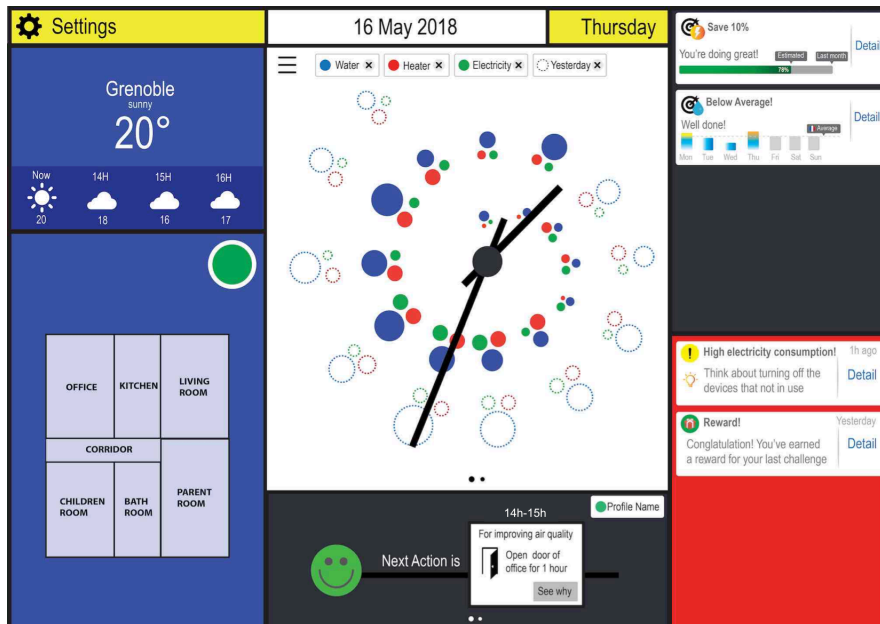 Settings
16 May 2018
Thursday
Grenoble
sunny
20°
Now
14H
15H
16H
20
18
16
17
OFFICE
KITCHEN
LIVING
ROOM
CORRIDOR
CHILDREN
ROOM
BATH
ROOM
PARENT
ROOM
Water ×
Heater ×
Electricity ×
Yesterday ×
14h-15h
Profile Name
Next Action is
For improving air quality
Open door of
office for 1 hour
See why
Save 10%
You're doing great!
Estimated
Last month
78%
Detail
Below Average!
Well done!
Average
Mon
Tue
Wed
Thu
Fri
Sat
Sun
Detail
High electricity consumption!
1h ago
Think about turning off the
devices that not in use
Detail
Reward!
Yesterday
Conglatulation! You've earned
a reward for your last challenge
Detail